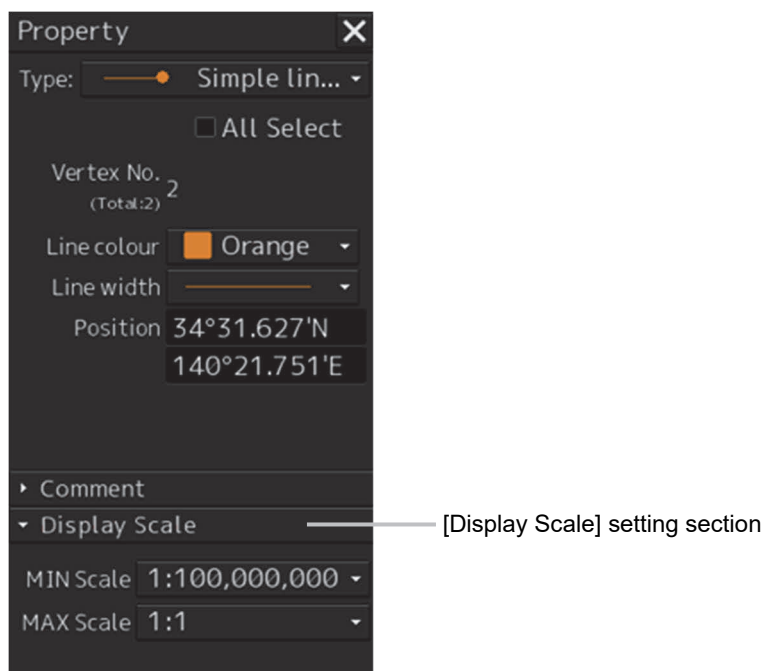 Property
Type: Simple lin...
All Select
Vertex No. 2
(Total:2)
Line colour Orange
Line width
Position 34°31.627'N
140°21.751'E
Comment
Display Scale
[Display Scale] setting section
MIN Scale 1:100,000,000
MAX Scale 1:1